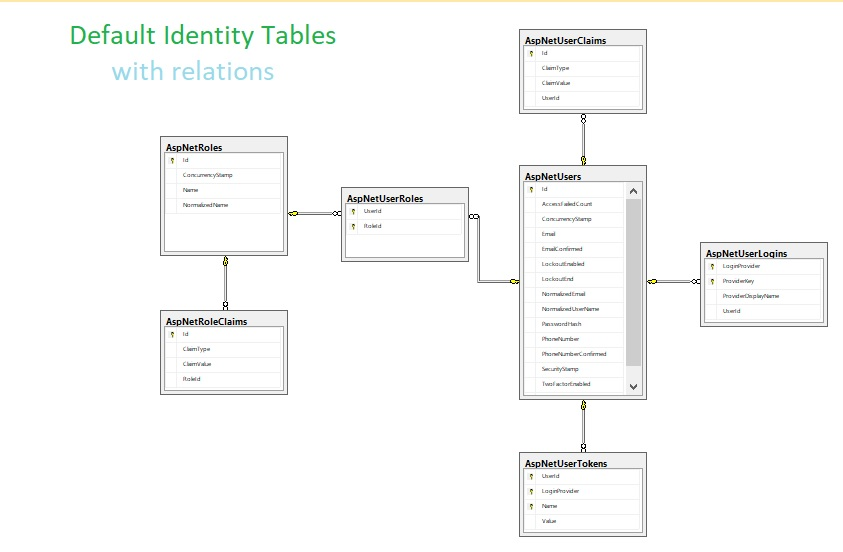 Default Identity Tables
with relations
AspNetUserClaims
Id
ClaimType
ClaimValue
UserId
AspNetRoles
Id
ConcurrencyStamp
Name
NormalizedName
AspNetUserRoles
UserId
RoleId
AspNetUsers
Id
AccessFailedCount
ConcurrencyStamp
Email
EmailConfirmed
LockoutEnabled
LockoutEnd
NormalizedEmail
NormalizedUserName
PasswordHash
PhoneNumber
PhoneNumberConfirmed
SecurityStamp
TwoFactorEnabled
AspNetUserLogins
LoginProvider
ProviderKey
ProviderDisplayName
UserId
AspNetRoleClaims
Id
ClaimType
ClaimValue
RoleId
AspNetUserTokens
UserId
LoginProvider
Name
Value